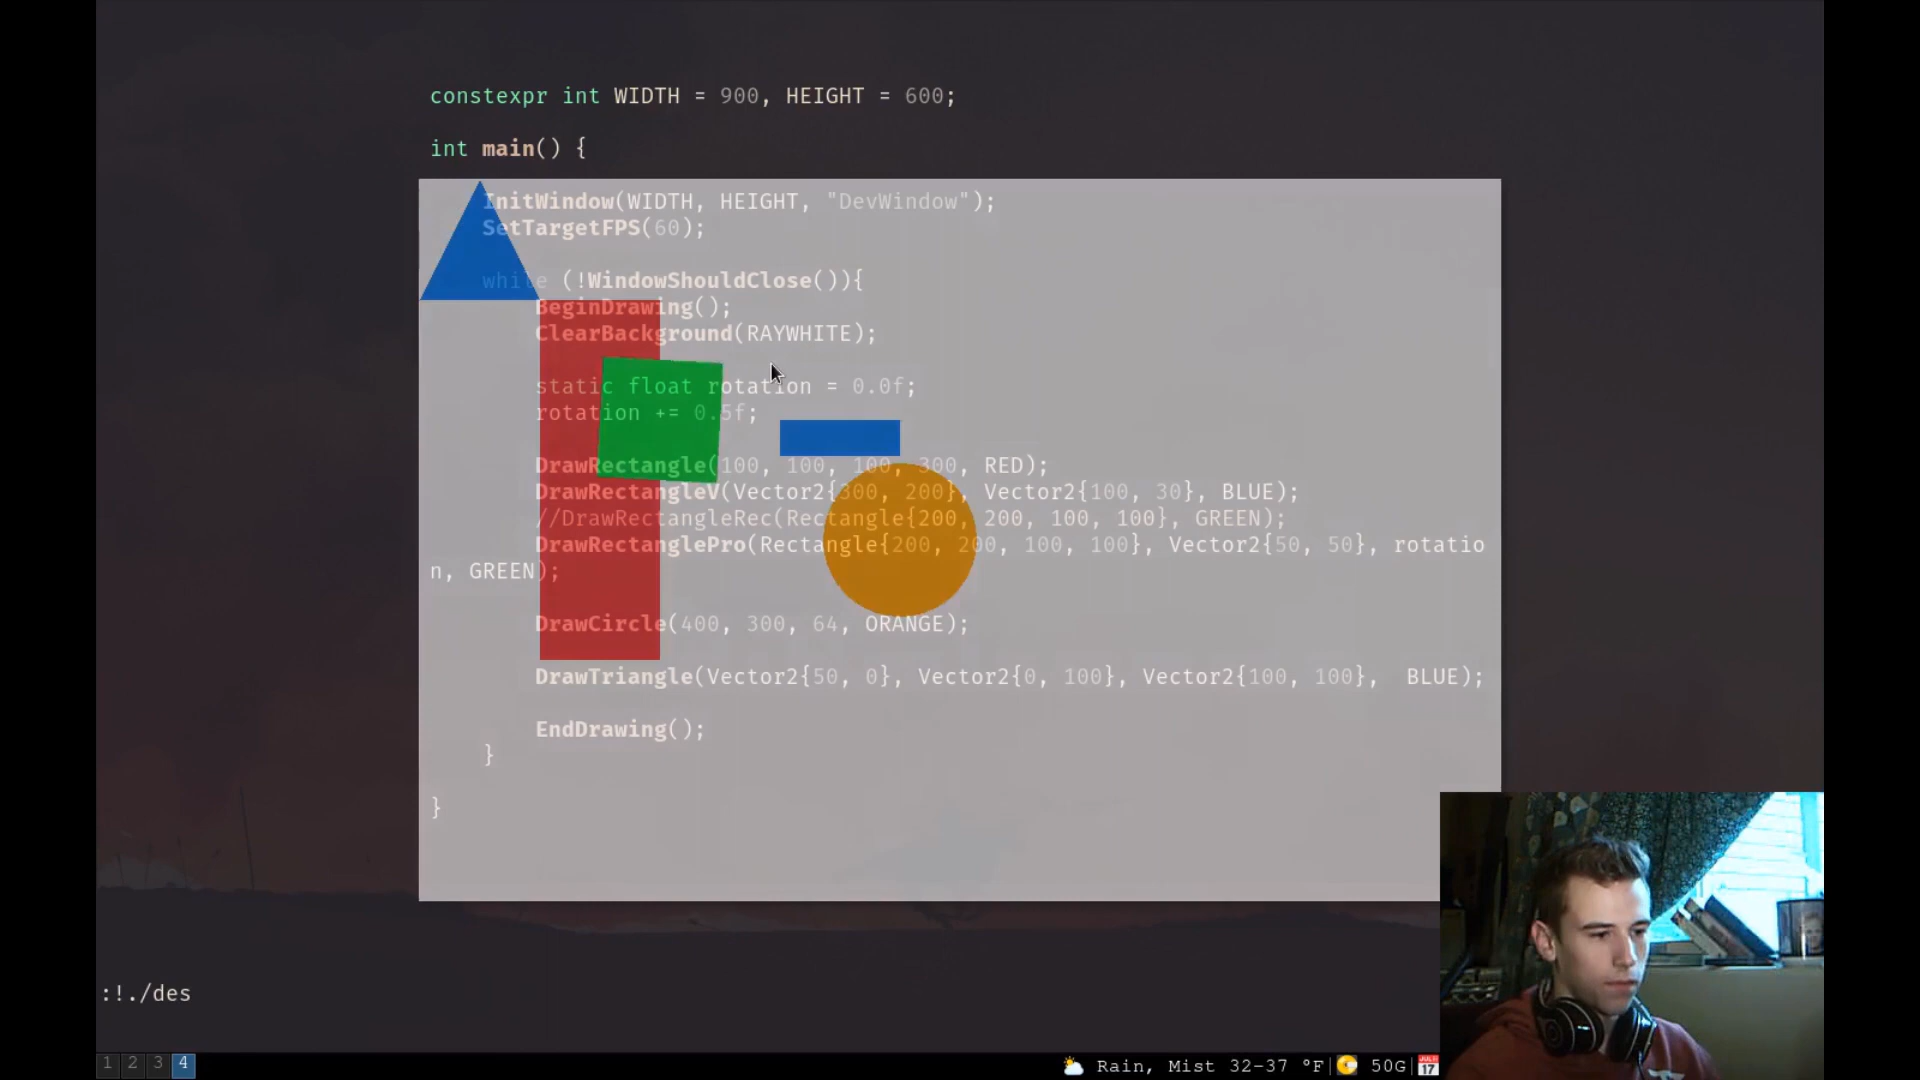 constexpr int WIDTH = 900, HEIGHT = 600;
int main() {
InitWindow(WIDTH, HEIGHT, "DevWindow");
SetTargetFPS(60);
while (!WindowShouldClose()){
BeginDrawing();
ClearBackground(RAYWHITE);
static float rotation = 0.0f;
rotation += 0.5f;
DrawRectangle(100, 100, 100, 300, RED);
DrawRectangleV(Vector2{300, 200}, Vector2{100, 30}, BLUE);
//DrawRectangleRec(Rectangle{200, 200, 100, 100}, GREEN);
DrawRectanglePro(Rectangle{200, 200, 100, 100}, Vector2{50, 50}, rotatio
n, GREEN);
DrawCircle(400, 300, 64, ORANGE);
DrawTriangle(Vector2{50, 0}, Vector2{0, 100}, Vector2{100, 100},  BLUE);
EndDrawing();
}
}
:!./des
1 2 3 4 Rain, Mist 32-37 °F| 50G| JULY 17